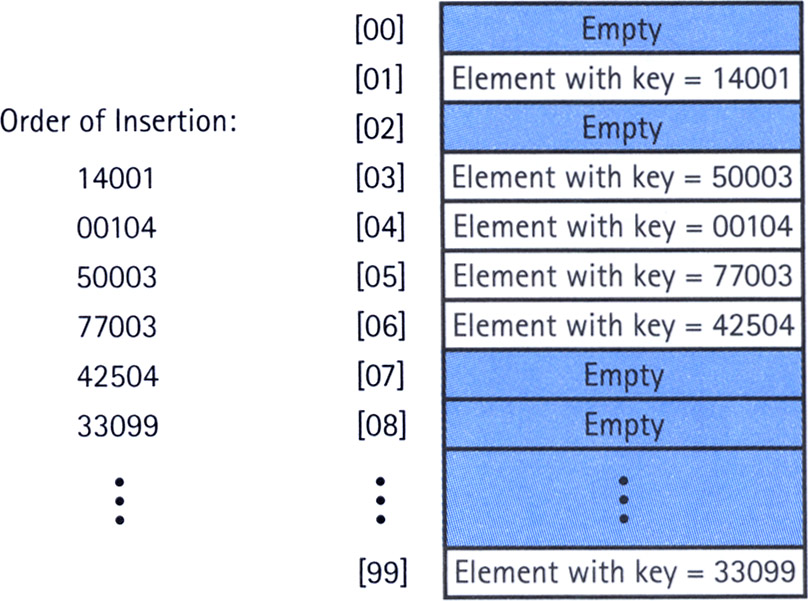 [00] Empty
[01] Element with key = 14001
Order of Insertion:
[02] Empty
14001 [03] Element with key = 50003
00104 [04] Element with key = 00104
50003 [05] Element with key = 77003
77003 [06] Element with key = 42504
42504 [07] Empty
33099 [08] Empty
[99] Element with key = 33099